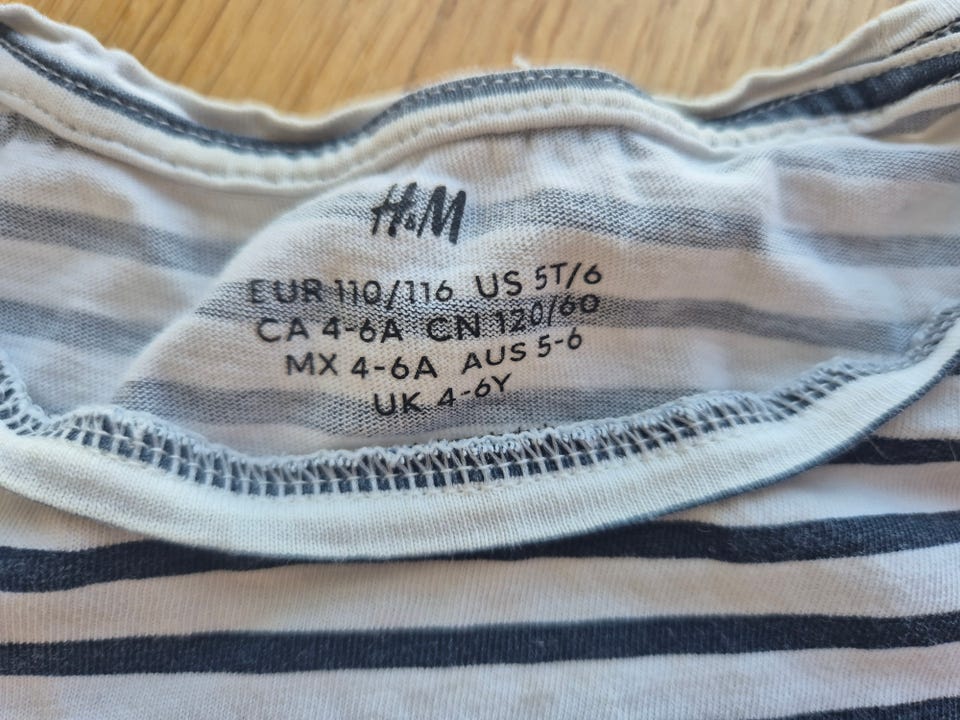 H&M
EUR 110/116 US 5T/6
CA 4-6A CN 120/60
MX 4-6A AUS 5-6
UK 4-6Y